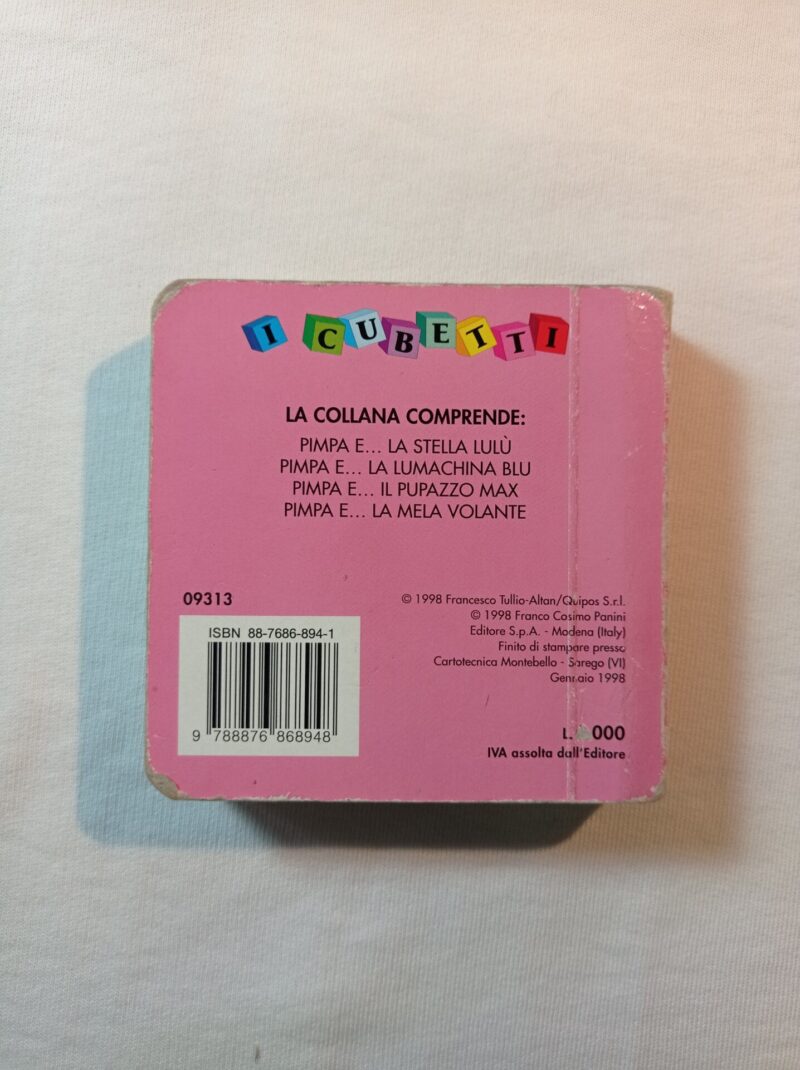 I CUBETTI
LA COLLANA COMPRENDE:
PIMPA E... LA STELLA LULÙ
PIMPA E... LA LUMACHINA BLU
PIMPA E... IL PUPAZZO MAX
PIMPA E... LA MELA VOLANTE
09313
ISBN 88-7686-894-1
9 788876 868948
© 1998 Francesco Tullio-Altan/Quipos S.r.l.
© 1998 Franco Cosimo Panini
Editore S.p.A. - Modena (Italy)
Finito di stampare presso
Cartotecnica Montebello - Sarego (VI)
Gennaio 1998
L. 000
IVA assolta dall'Editore